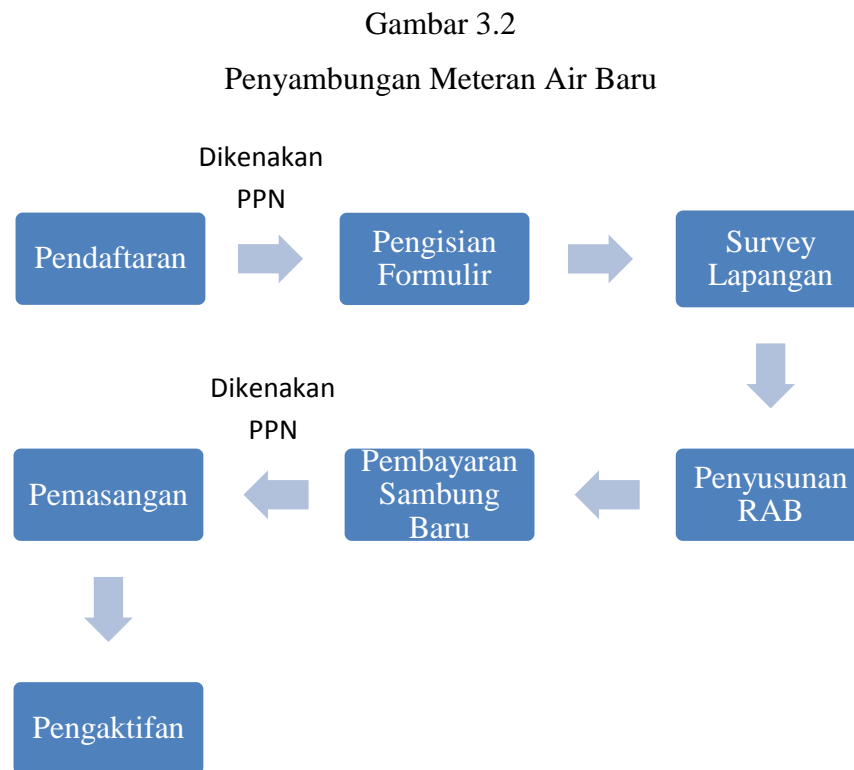 Gambar 3.2
Penyambungan Meteran Air Baru
Dikenakan
PPN
Pendaftaran
Pengisian
Formulir
Survey
Lapangan
Dikenakan
PPN
Pemasangan
Pembayaran
Sambung
Baru
Penyusunan
RAB
Pengaktifan